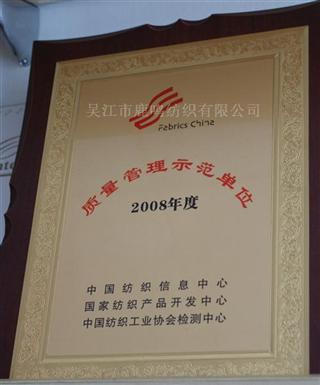 吴江市鹿鸣纺织有限公司
Fabrics China
质量管理示范单位
2008年度
中国纺织信息中心
国家纺织产品开发中心
中国纺织工业协会检测中心